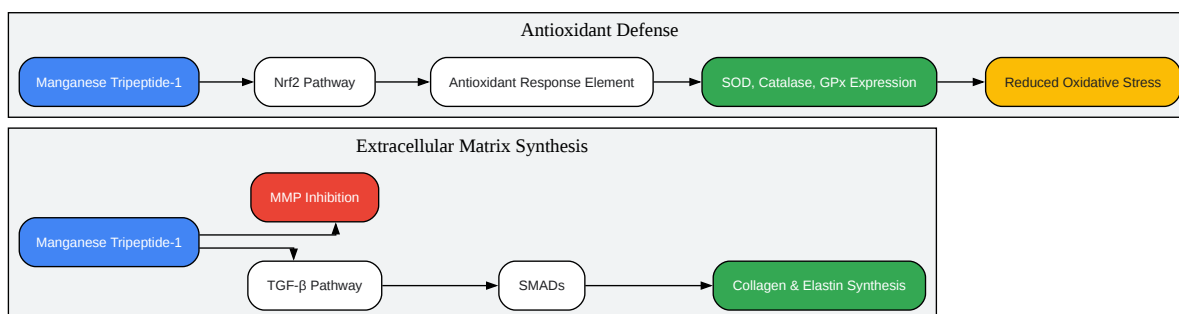 Antioxidant Defense
Manganese Tripeptide-1
Nrf2 Pathway
Antioxidant Response Element
SOD, Catalase, GPx Expression
Reduced Oxidative Stress
Extracellular Matrix Synthesis
MMP Inhibition
Manganese Tripeptide-1
TGF-β Pathway
SMADs
Collagen & Elastin Synthesis